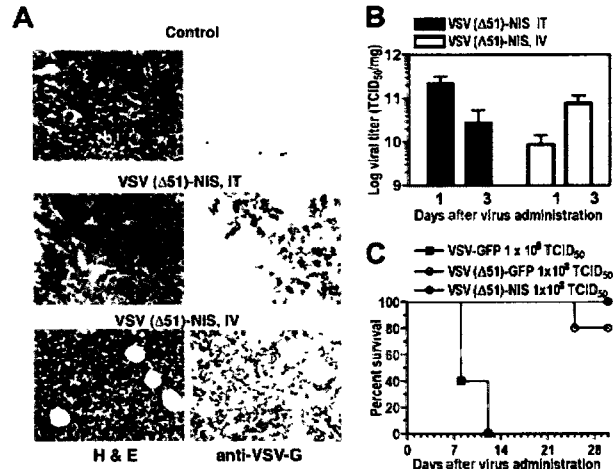 A
Control
VSV (Δ51)-NIS, IT
VSV (Δ51)-NIS, IV
H & E
anti-VSV-G
B
VSV (Δ51)-NIS IT
VSV (Δ51)-NIS, IV
Log viral titer (TCID50/mg)
12
11
10
9
1
3
1
3
Days after virus administration
C
VSV-GFP 1 x 10⁶ TCID50
VSV (Δ51)-GFP 1x10⁶ TCID50
VSV (Δ51)-NIS 1x10⁶ TCID50
Percent survival
100
80
60
40
20
0
0
7
14
21
28
Days after virus administration